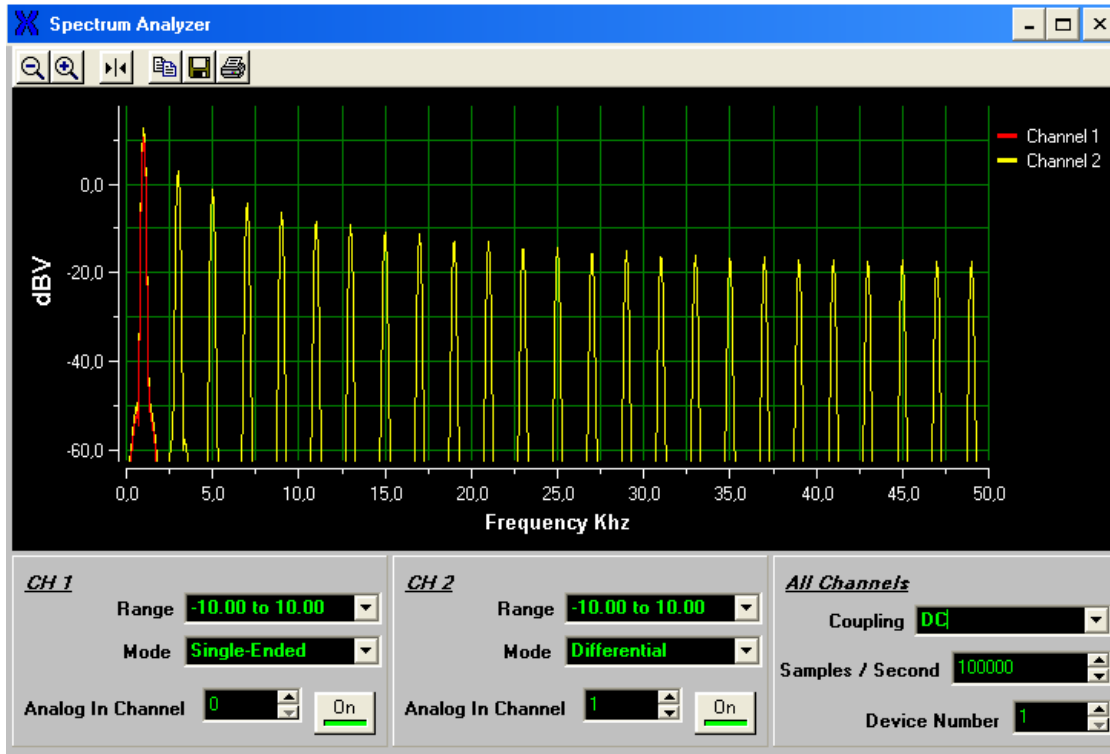 Spectrum Analyzer
Channel 1
Channel 2
0,0
-20,0
-40,0
-60,0
dBV
0,0 5,0 10,0 15,0 20,0 25,0 30,0 35,0 40,0 45,0 50,0
Frequency Khz
CH 1
Range -10.00 to 10.00
Mode Single-Ended
Analog In Channel 0 On
CH 2
Range -10.00 to 10.00
Mode Differential
Analog In Channel 1 On
All Channels
Coupling DC
Samples / Second 100000
Device Number 1